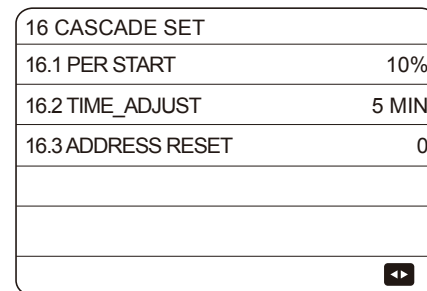 16 CASCADE SET
16.1 PER START 10%
16.2 TIME_ADJUST 5 MIN
16.3 ADDRESS RESET 0